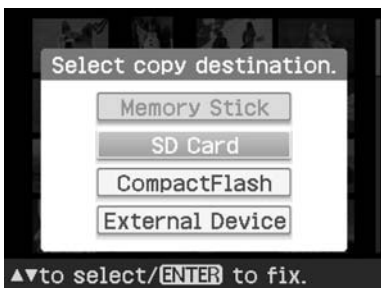 Select copy destination.
Memory Stick
SD Card
CompactFlash
External Device
▲▼to select/ENTER to fix.